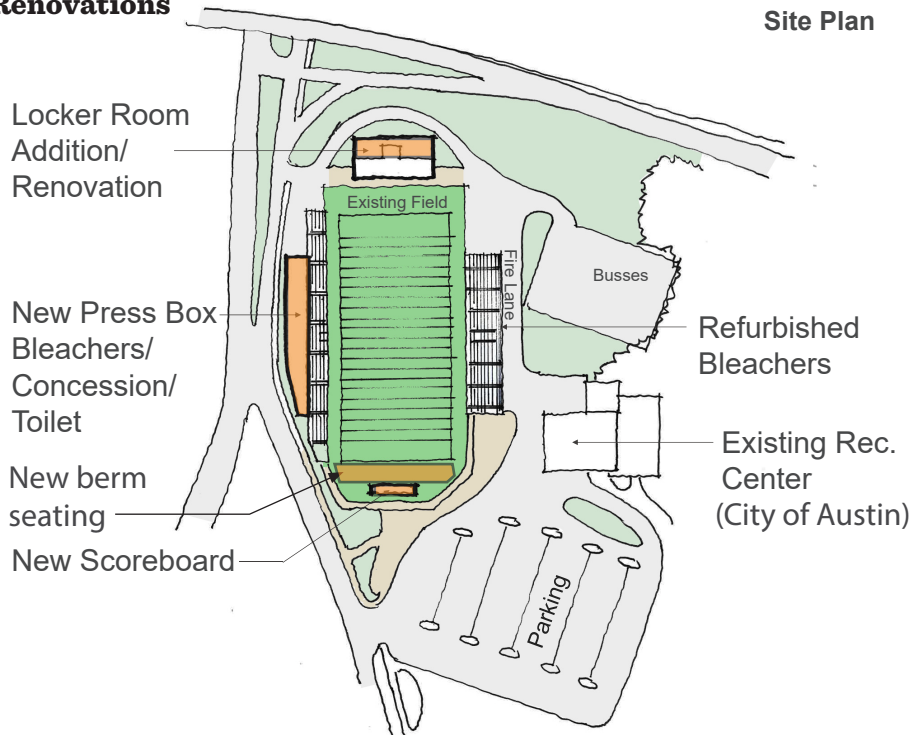 Renovations
Site Plan
Locker Room
Addition/
Renovation
Existing Field
Fire Lane
Busses
New Press Box
Bleachers/
Concession/
Toilet
Refurbished
Bleachers
Existing Rec.
Center
(City of Austin)
New berm
seating
New Scoreboard
Parking